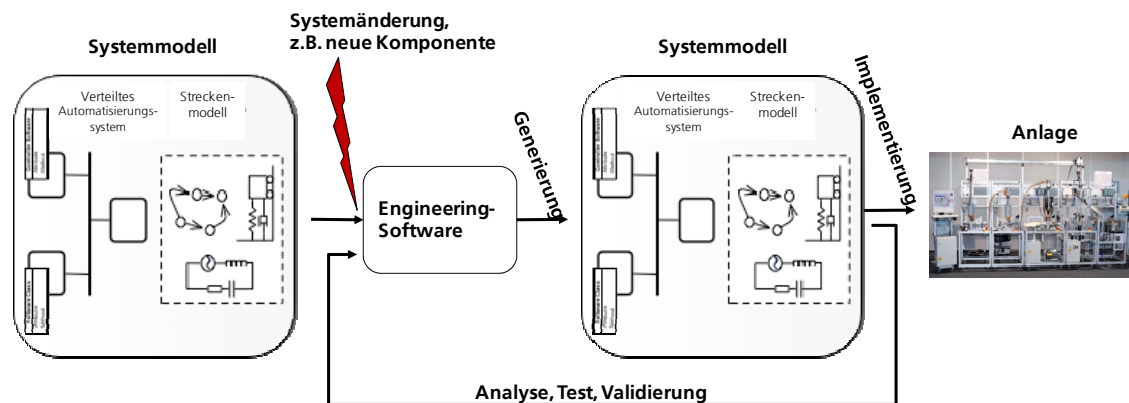 Systemänderung,
z.B. neue Komponente
Systemmodell
Verteiltes
Automatisierungs-
system
Strecken-
modell
Engineering-
Software
Generierung
Systemmodell
Verteiltes
Automatisierungs-
system
Strecken-
modell
Implementierung
Anlage
Analyse, Test, Validierung